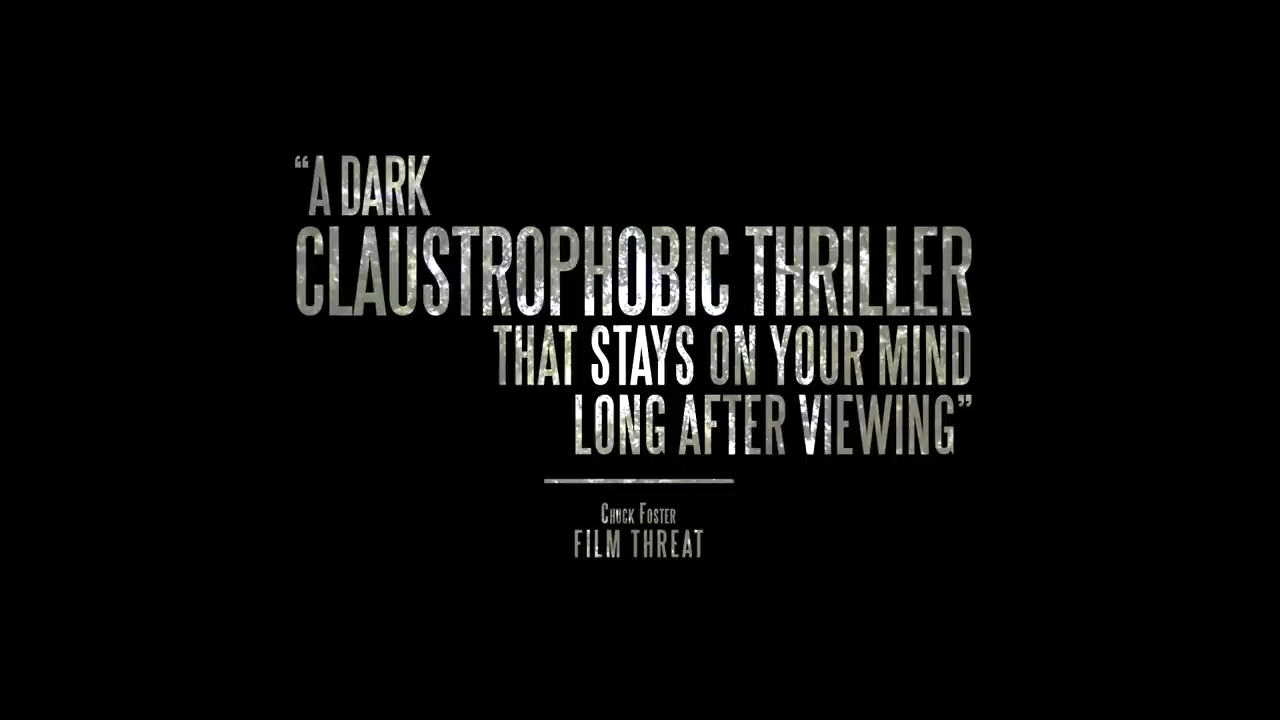 “A DARK
CLAUSTROPHOBIC THRILLER
THAT STAYS ON YOUR MIND
LONG AFTER VIEWING”
CHUCK FOSTER
FILM THREAT